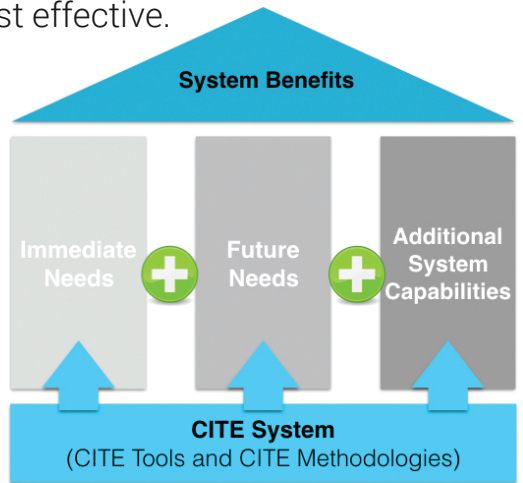 st effective.
System Benefits
Immediate
Needs
Future
Needs
Additional
System
Capabilities
CITE System
(CITE Tools and CITE Methodologies)